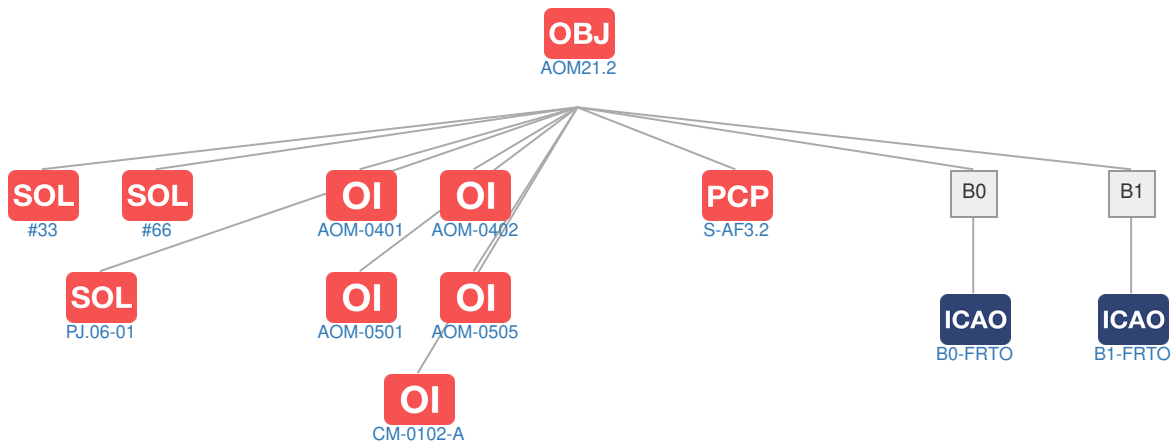 OBJ
AOM21.2
SOL
#33
SOL
#66
OI
AOM-0401
OI
AOM-0402
PCP
S-AF3.2
B0
B1
SOL
PJ.06-01
OI
AOM-0501
OI
AOM-0505
ICAO
B0-FRTO
ICAO
B1-FRTO
OI
CM-0102-A